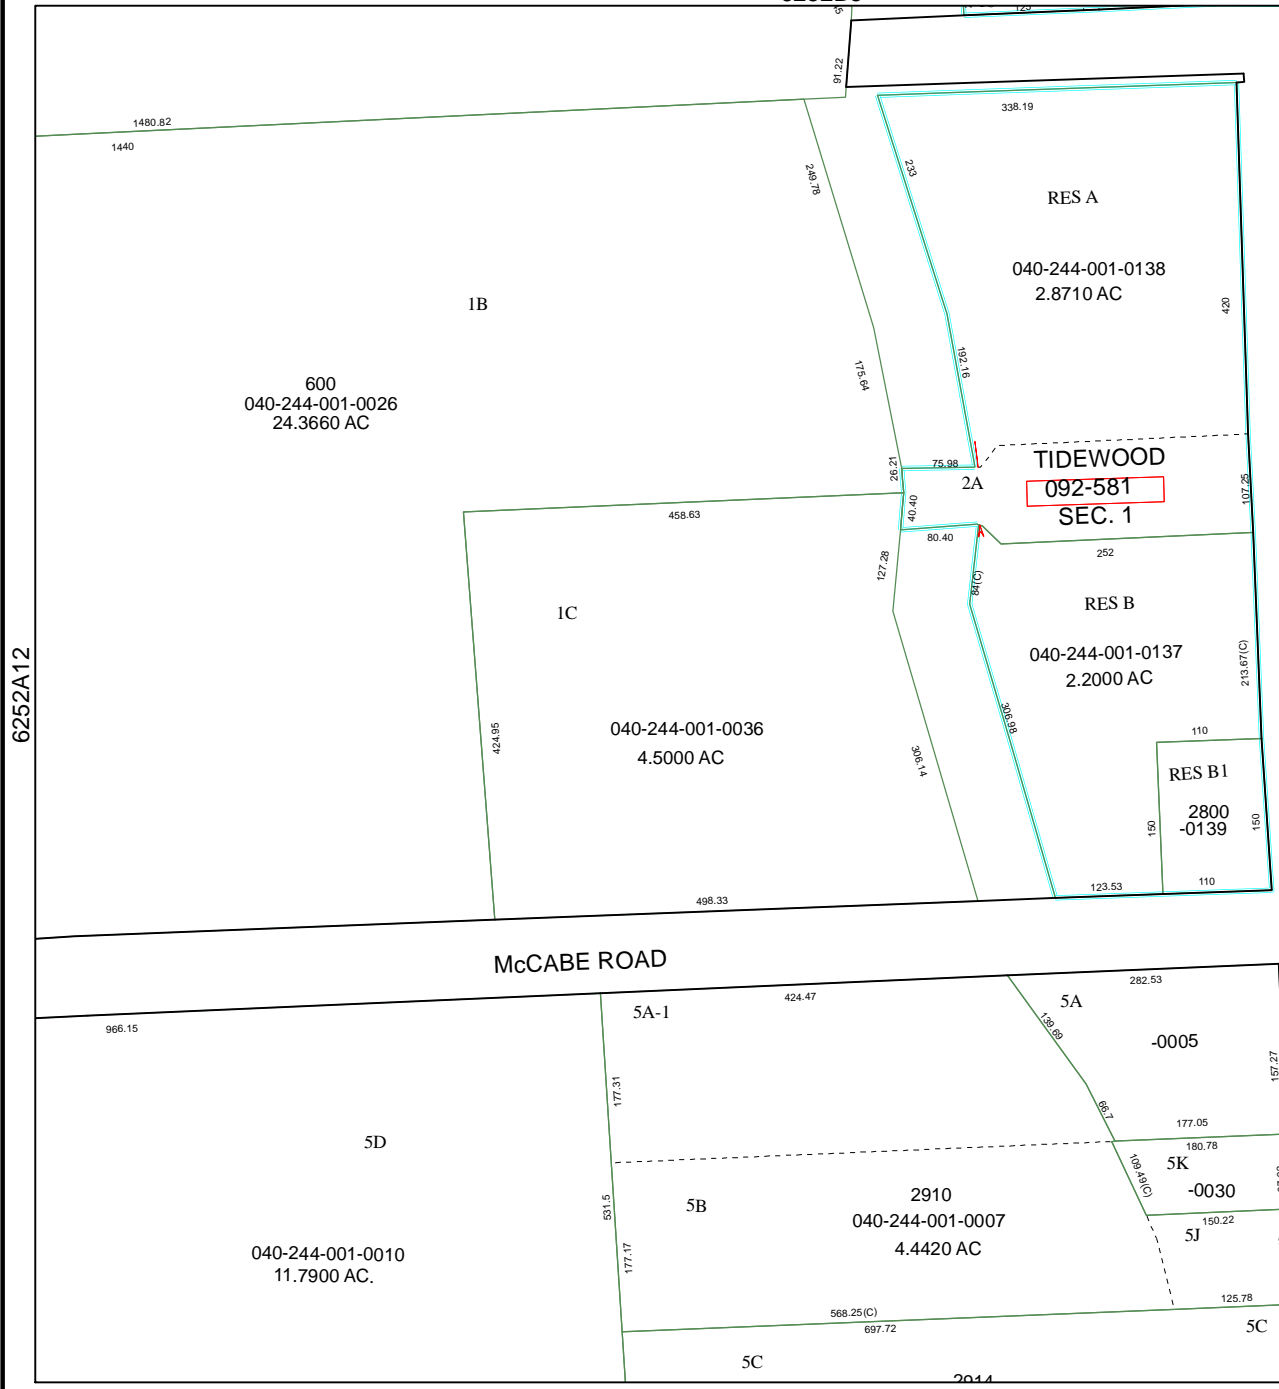 91.22
1480.82
1440
338.19
249.78
233
RES A
040-244-001-0138
2.8710 AC
1B
420
192.16
175.64
600
040-244-001-0026
24.3660 AC
TIDEWOOD
092-581
SEC. 1
75.98
26.21
2A
107.25
40.40
458.63
80.40
252
127.28
84(C)
1C
RES B
040-244-001-0137
2.2000 AC
213.67(C)
6252A12
424.95
040-244-001-0036
4.5000 AC
306.98
306.14
110
RES B1
2800
-0139
150
150
123.53
110
498.33
McCABE ROAD
966.15
5A-1
424.47
5A
282.53
139.69
-0005
157.27
177.31
66.7
177.05
180.78
5D
109.49(C)
5K
-0030
531.5
5B
2910
040-244-001-0007
4.4420 AC
150.22
5J
177.17
040-244-001-0010
11.7900 AC.
125.78
568.25(C)
697.72
5C
5C